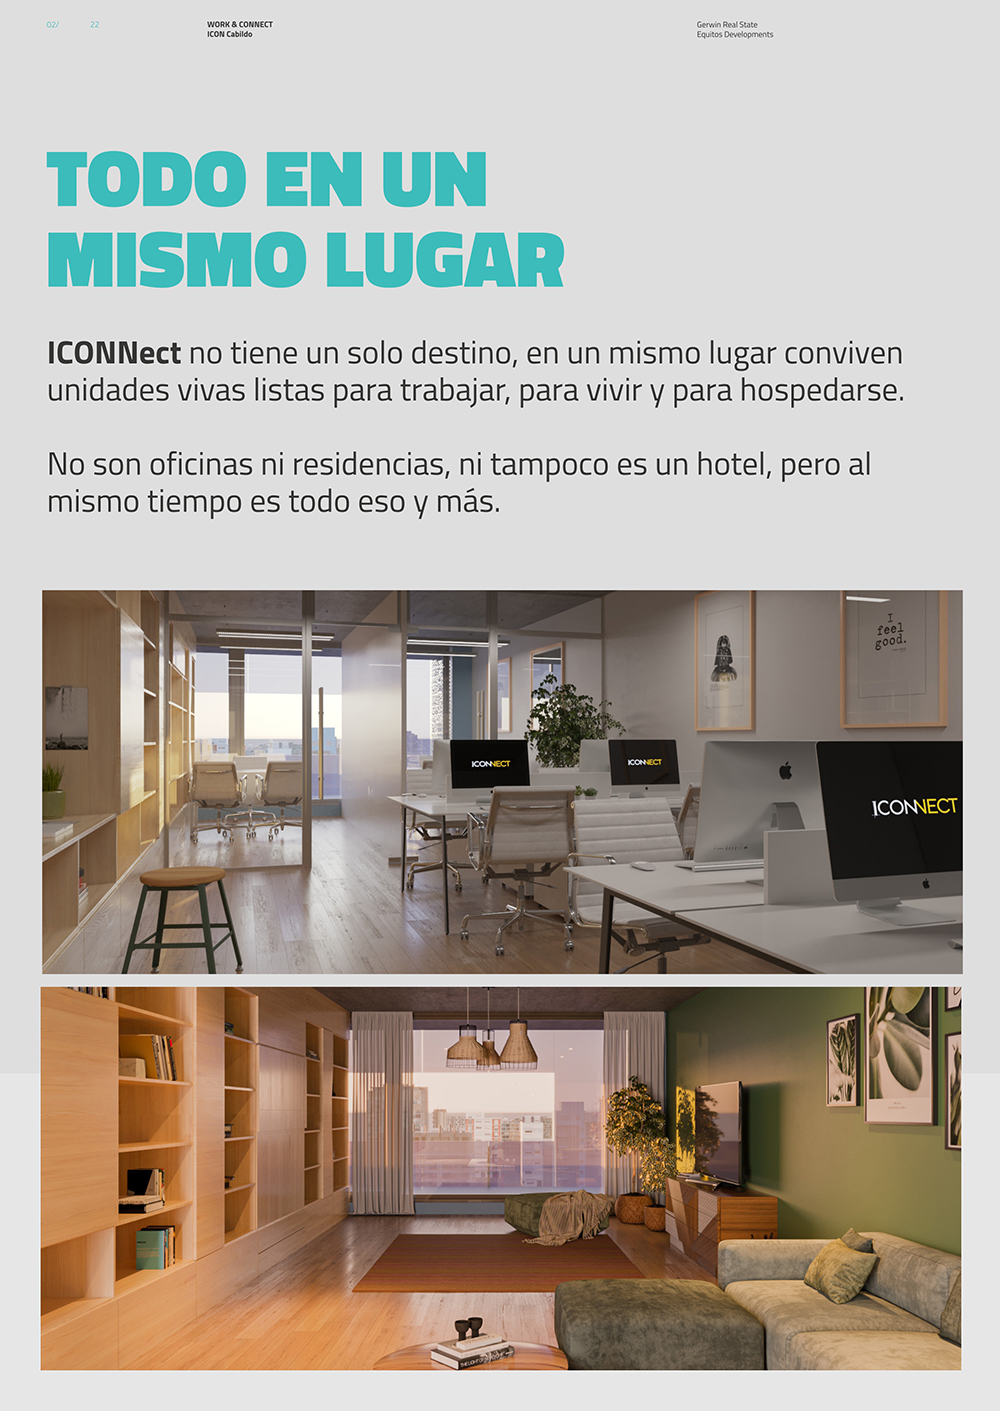 02/ 22
WORK & CONNECT
ICON Cabildo
Gerwin Real State
Equitos Developments
TODO EN UN
MISMO LUGAR
ICONNect no tiene un solo destino, en un mismo lugar conviven
unidades vivas listas para trabajar, para vivir y para hospedarse.
No son oficinas ni residencias, ni tampoco es un hotel, pero al
mismo tiempo es todo eso y más.
I
feel
good.
ICONNECT
ICONNECT
ICONNECT